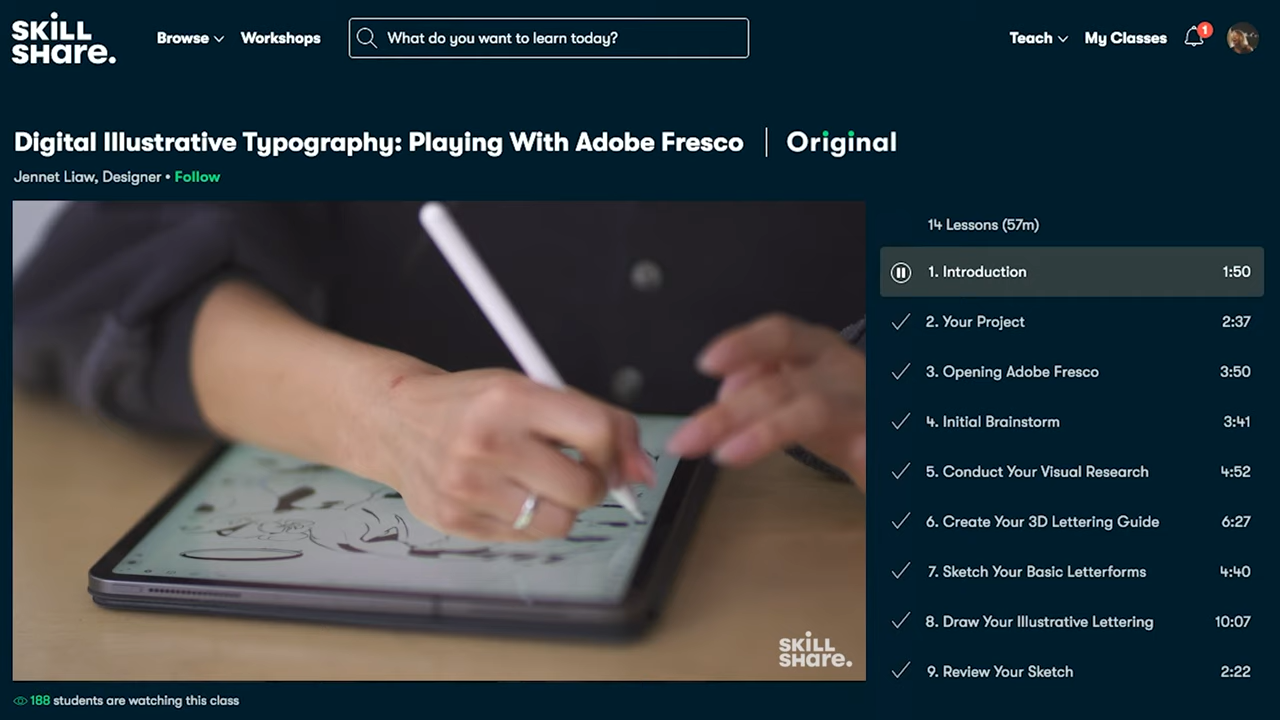 SKILL
SHARE.
Browse
Workshops
What do you want to learn today?
Teach
My Classes
1
Digital Illustrative Typography: Playing With Adobe Fresco | Original
Jennet Liaw, Designer • Follow
14 Lessons (57m)
1. Introduction 1:50
2. Your Project 2:37
3. Opening Adobe Fresco 3:50
4. Initial Brainstorm 3:41
5. Conduct Your Visual Research 4:52
6. Create Your 3D Lettering Guide 6:27
7. Sketch Your Basic Letterforms 4:40
8. Draw Your Illustrative Lettering 10:07
9. Review Your Sketch 2:22
SKILL
SHARE.
188 students are watching this class